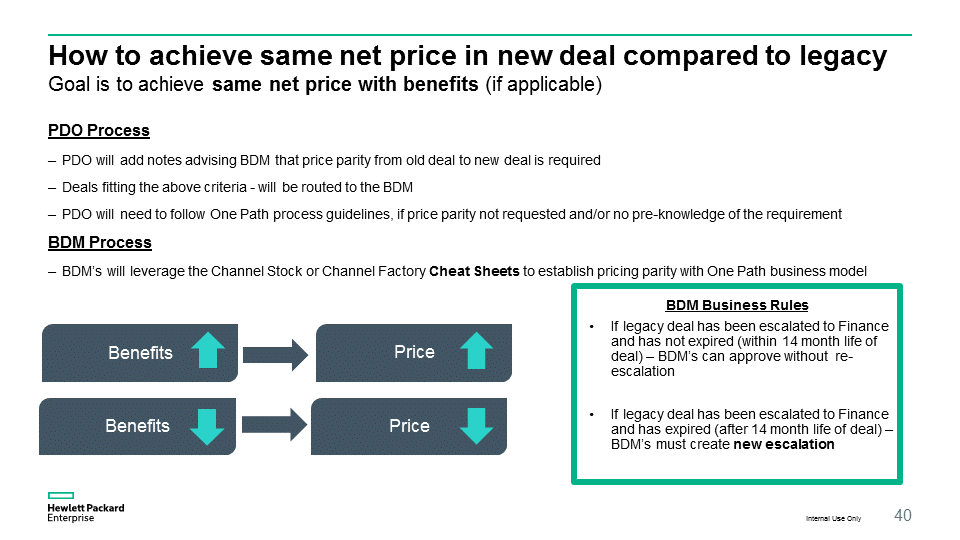 How to achieve same net price in new deal compared to legacy
Goal is to achieve same net price with benefits (if applicable)
PDO Process
– PDO will add notes advising BDM that price parity from old deal to new deal is required
– Deals fitting the above criteria - will be routed to the BDM
– PDO will need to follow One Path process guidelines, if price parity not requested and/or no pre-knowledge of the requirement
BDM Process
– BDM's will leverage the Channel Stock or Channel Factory Cheat Sheets to establish pricing parity with One Path business model
Benefits
Price
Benefits
Price
BDM Business Rules
• If legacy deal has been escalated to Finance
and has not expired (within 14 month life of
deal) – BDM's can approve without re-
escalation
• If legacy deal has been escalated to Finance
and has expired (after 14 month life of deal) –
BDM's must create new escalation
Hewlett Packard
Enterprise
Internal Use Only
40